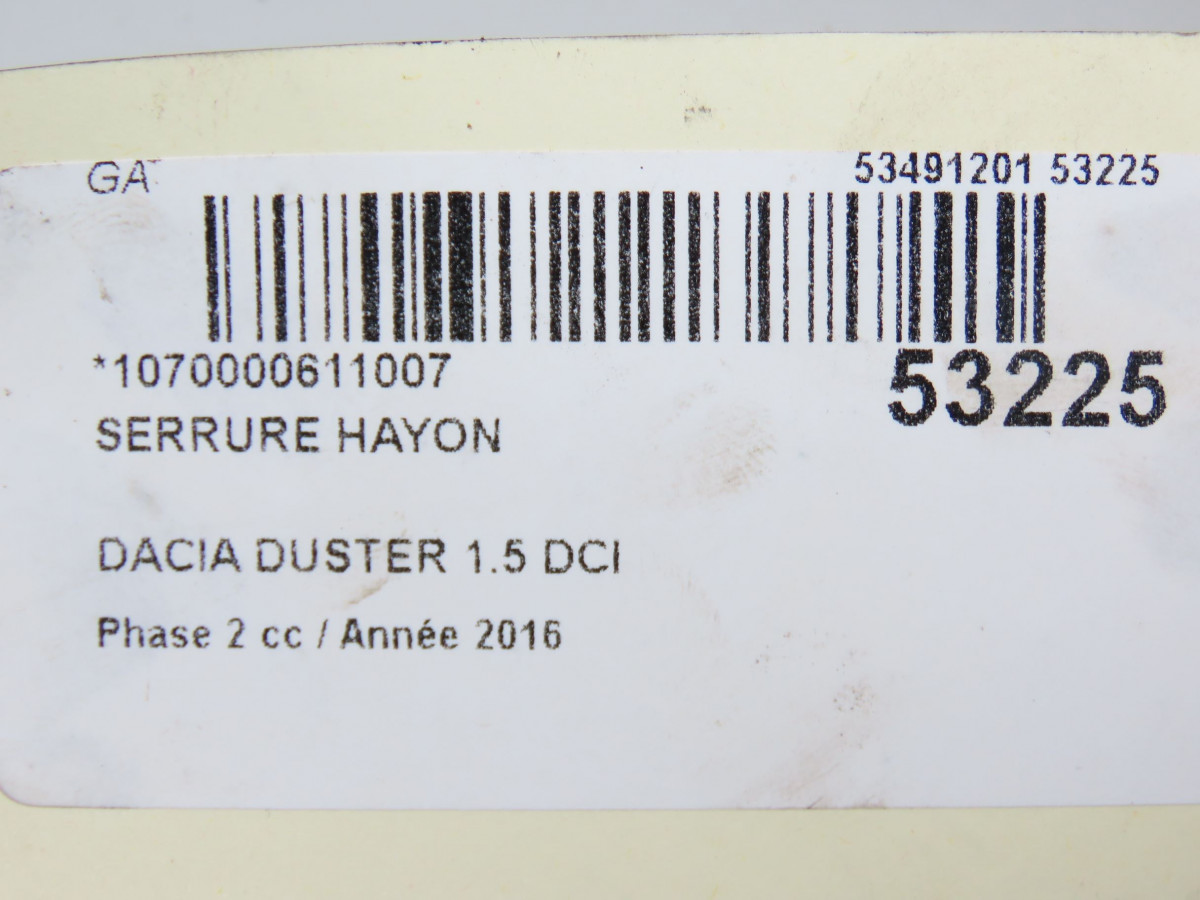 GA
53491201 53225
*1070000611007
53225
SERRURE HAYON
DACIA DUSTER 1.5 DCI
Phase 2 cc / Année 2016